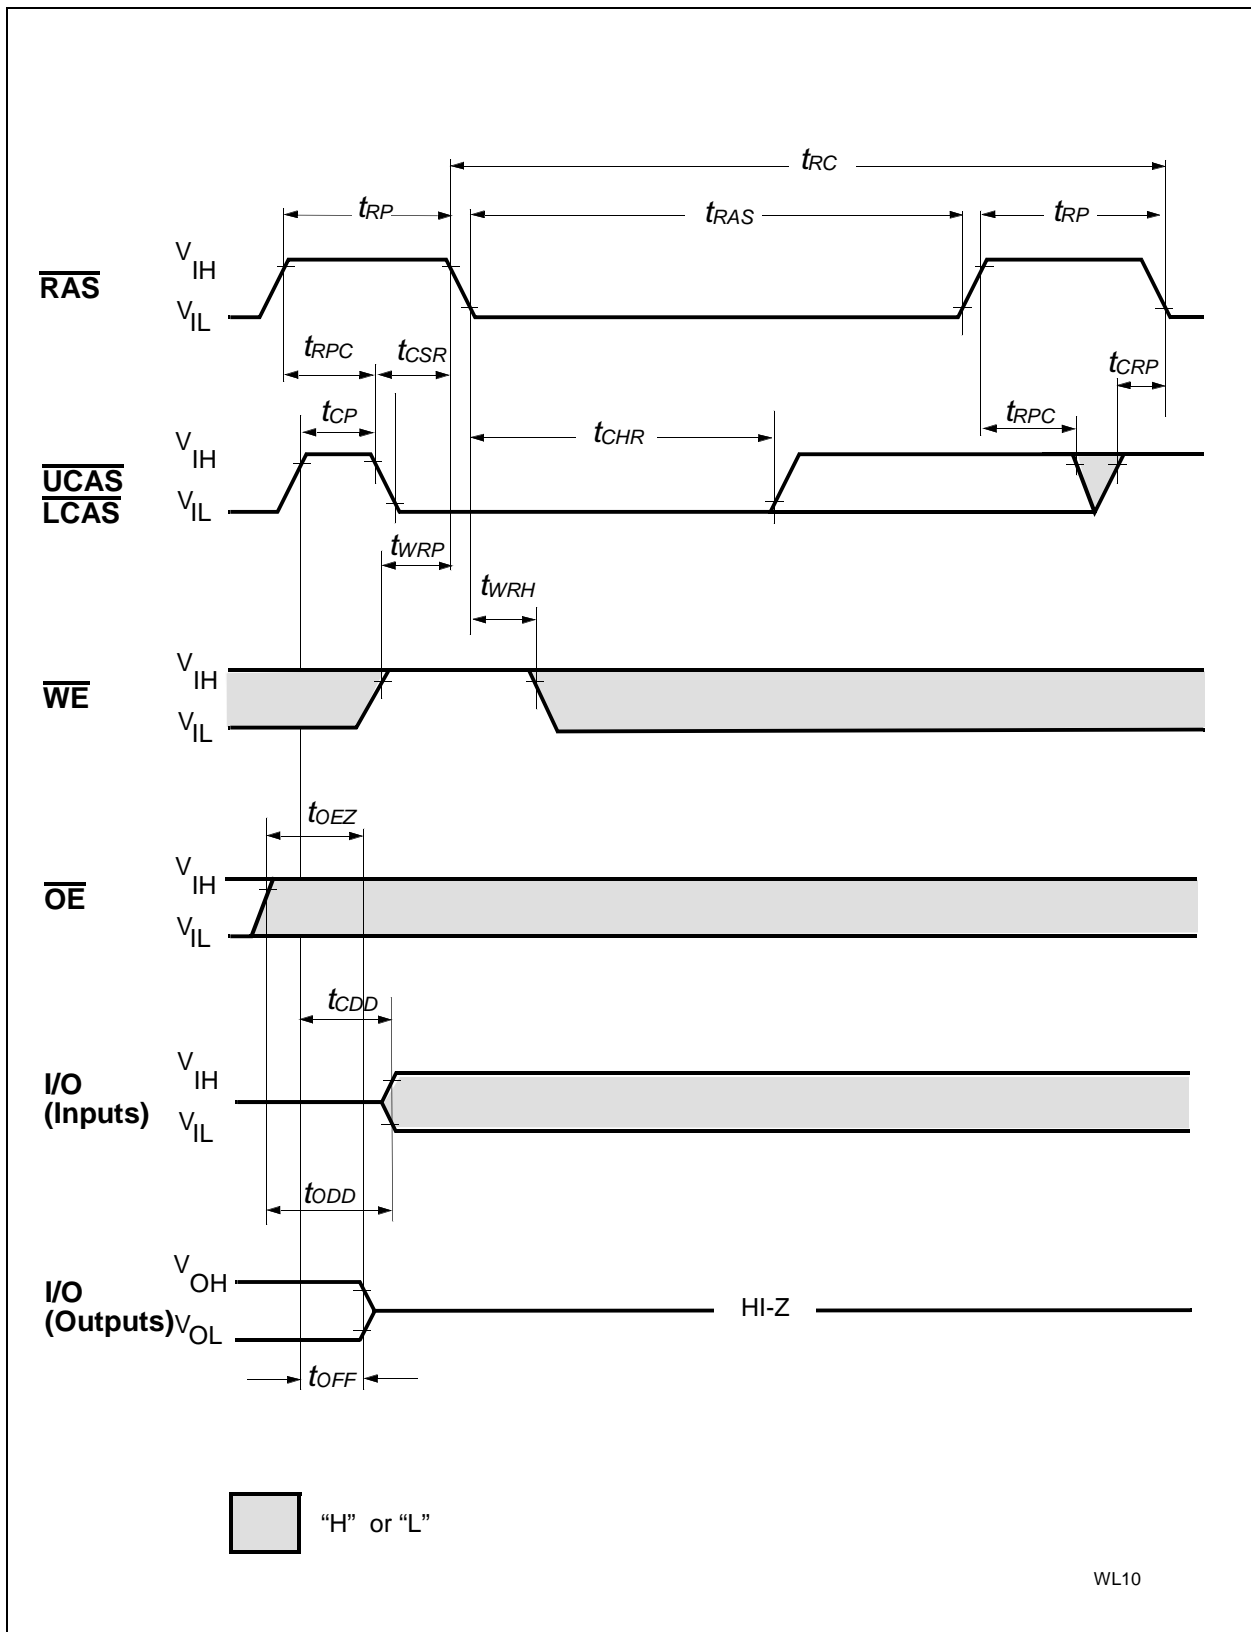 tRC
tRP
tRAS
tRP
RAS
VIH
VIL
tRPC
tCSR
tCRP
tCP
tCHR
tRPC
UCAS
LCAS
VIH
VIL
tWRP
tWRH
WE
VIH
VIL
tOEZ
OE
VIH
VIL
tCDD
I/O
(Inputs)
VIH
VIL
tODD
I/O
(Outputs)
VOH
VOL
HI-Z
tOFF
“H” or “L”
WL10